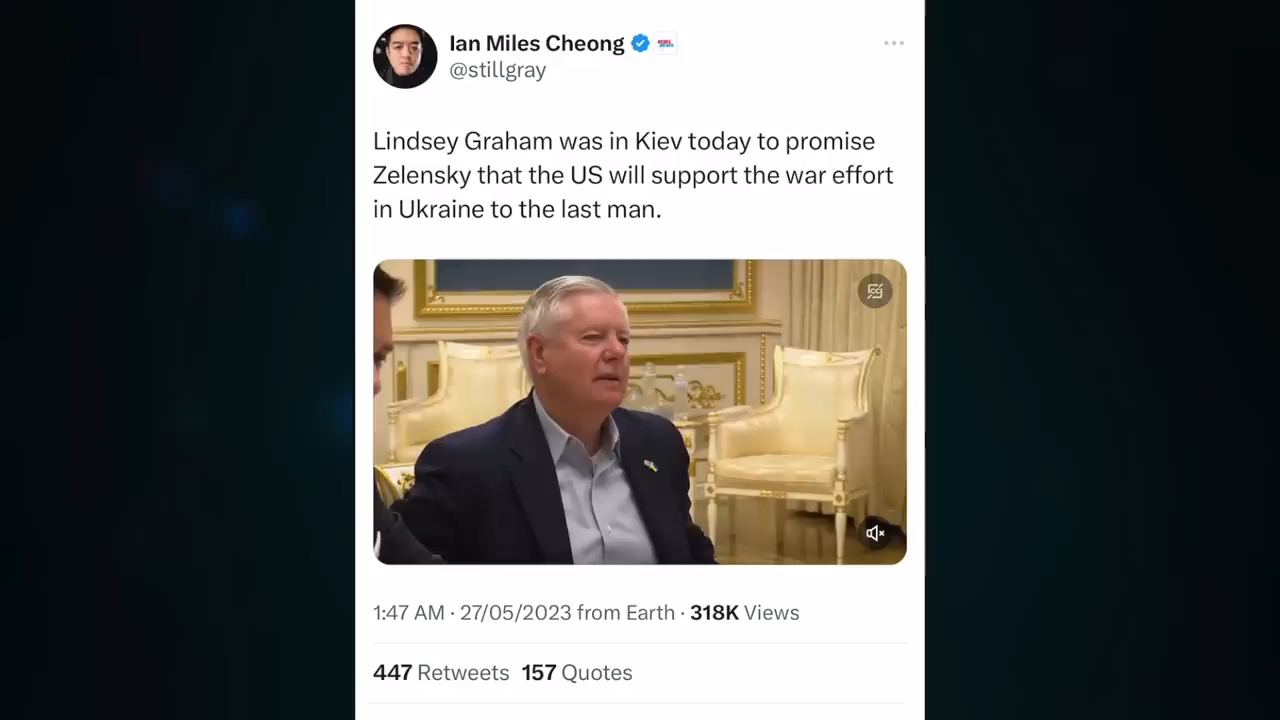 Ian Miles Cheong
@stillgray
Lindsey Graham was in Kiev today to promise
Zelensky that the US will support the war effort
in Ukraine to the last man.
1:47 AM · 27/05/2023 from Earth · 318K Views
447 Retweets 157 Quotes